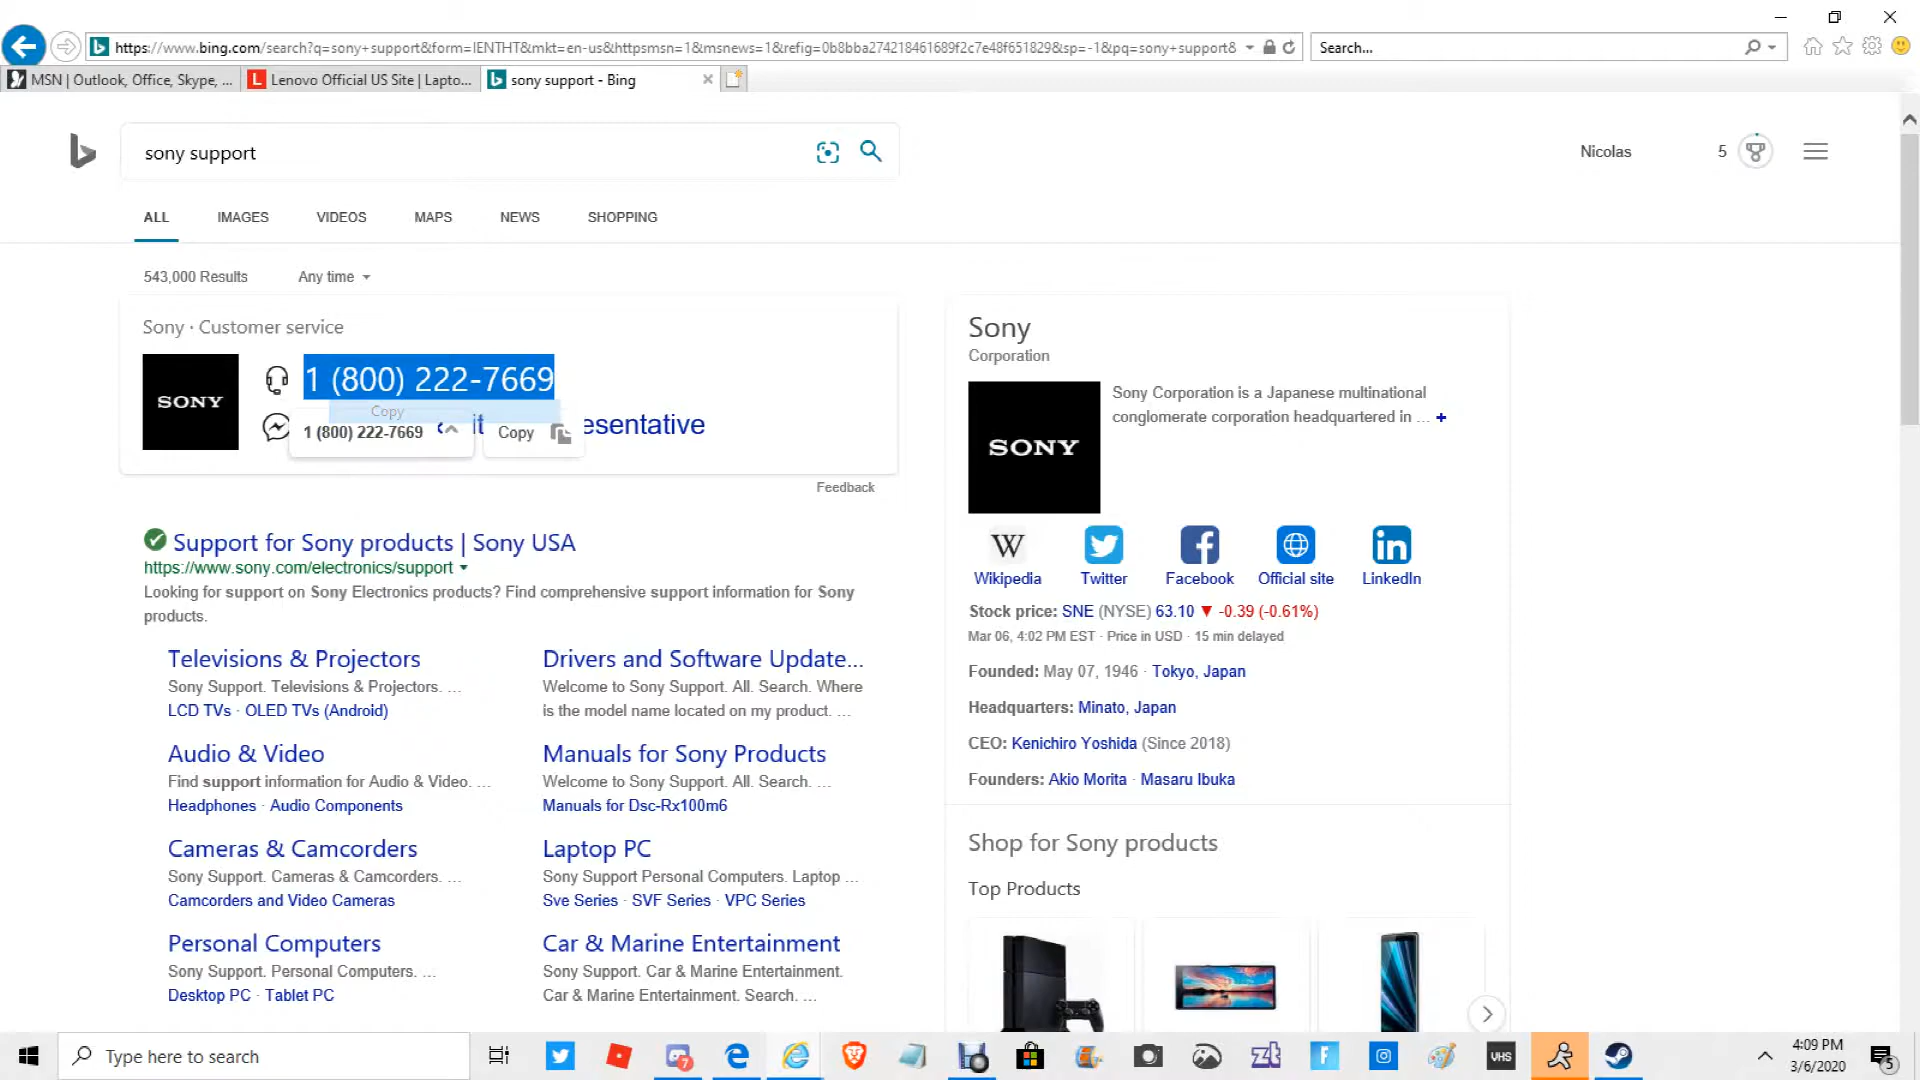 https://www.bing.com/search?q=sony+support&form=IENTHT&mkt=en-us&httpsmsn=1&msnews=1&refig=0b8bba274218461689f2c7e48f651829&sp=-1&pq=sony+support&
Search...
MSN | Outlook, Office, Skype, ...
Lenovo Official US Site | Lapto...
sony support - Bing
sony support
Nicolas
5
ALL
IMAGES
VIDEOS
MAPS
NEWS
SHOPPING
543,000 Results
Any time
Sony · Customer service
SONY
1 (800) 222-7669
Copy
1 (800) 222-7669
Copy
esentative
Feedback
Support for Sony products | Sony USA
https://www.sony.com/electronics/support
Looking for support on Sony Electronics products? Find comprehensive support information for Sony
products.
Televisions & Projectors
Sony Support. Televisions & Projectors. ...
LCD TVs · OLED TVs (Android)
Drivers and Software Update...
Welcome to Sony Support. All. Search. Where
is the model name located on my product. ...
Audio & Video
Find support information for Audio & Video. ...
Headphones · Audio Components
Manuals for Sony Products
Welcome to Sony Support. All. Search. ...
Manuals for Dsc-Rx100m6
Cameras & Camcorders
Sony Support. Cameras & Camcorders. ...
Camcorders and Video Cameras
Laptop PC
Sony Support Personal Computers. Laptop ...
Sve Series · SVF Series · VPC Series
Personal Computers
Sony Support. Personal Computers. ...
Desktop PC · Tablet PC
Car & Marine Entertainment
Sony Support. Car & Marine Entertainment.
Car & Marine Entertainment. Search. ...
Sony
Corporation
SONY
Sony Corporation is a Japanese multinational
conglomerate corporation headquartered in ... +
W
Wikipedia
Twitter
Facebook
Official site
LinkedIn
Stock price: SNE (NYSE) 63.10 ▼ -0.39 (-0.61%)
Mar 06, 4:02 PM EST · Price in USD · 15 min delayed
Founded: May 07, 1946 · Tokyo, Japan
Headquarters: Minato, Japan
CEO: Kenichiro Yoshida (Since 2018)
Founders: Akio Morita · Masaru Ibuka
Shop for Sony products
Top Products
Type here to search
7
VHS
4:09 PM
3/6/2020
5